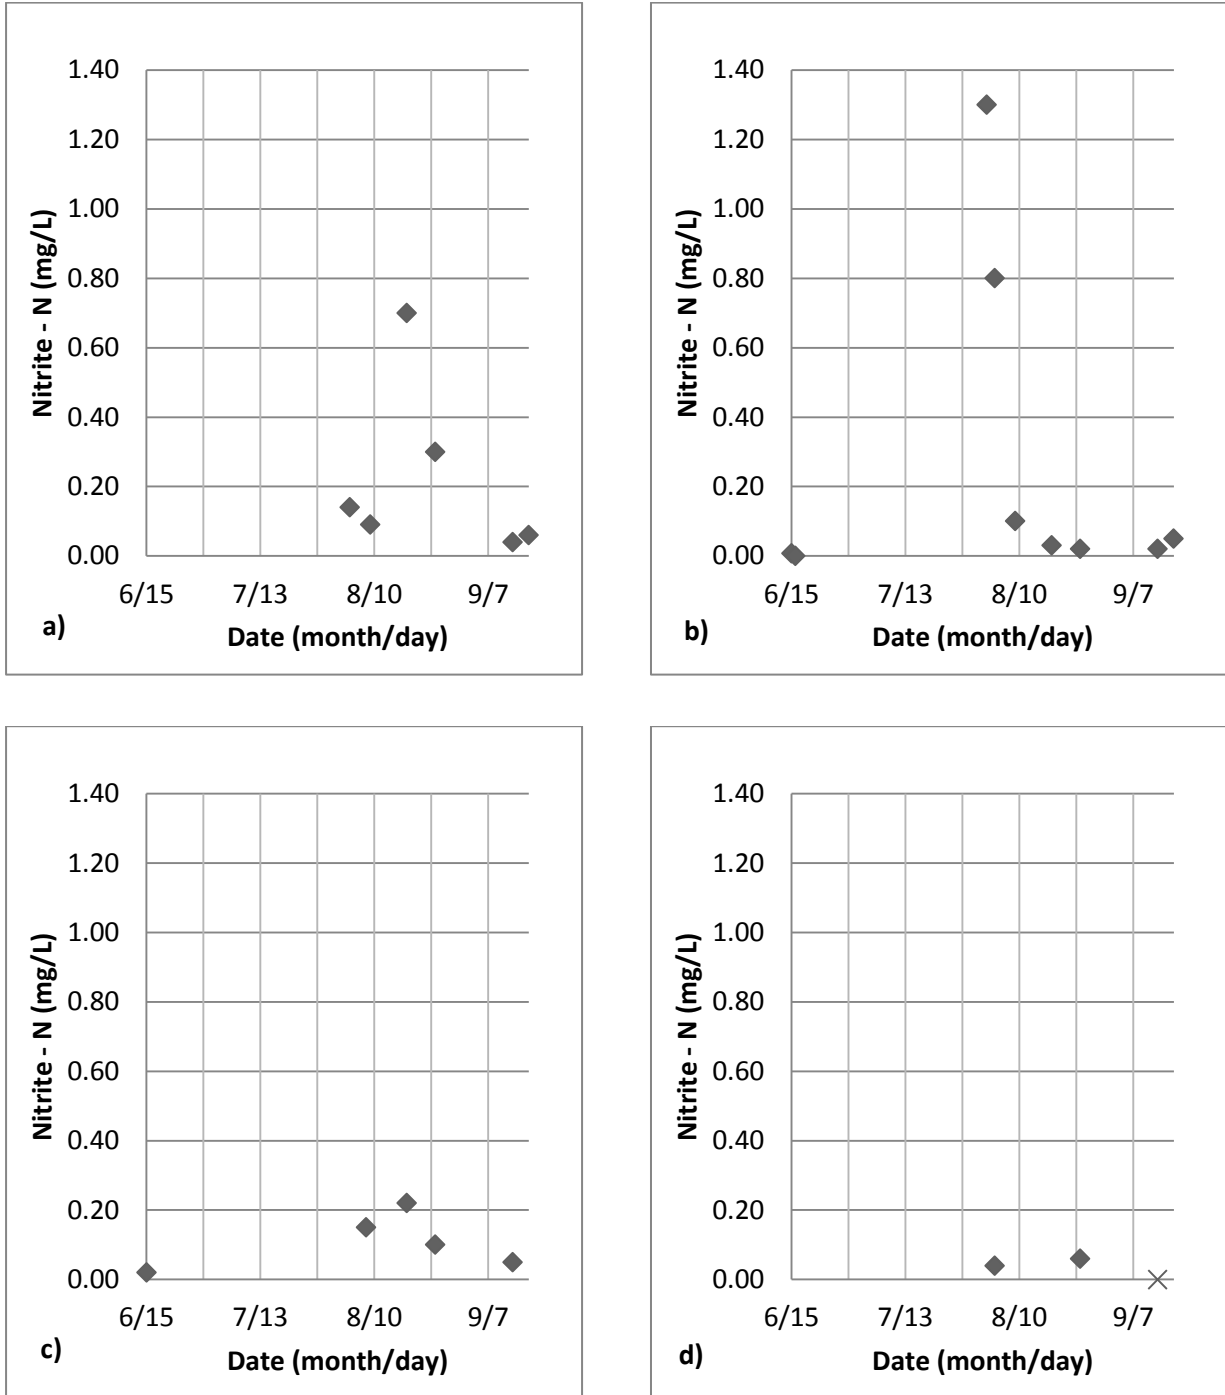 1.40
1.20
1.00
0.80
0.60
0.40
0.20
0.00
Nitrite - N (mg/L)
6/15 7/13 8/10 9/7
a)
Date (month/day)
1.40
1.20
1.00
0.80
0.60
0.40
0.20
0.00
Nitrite - N (mg/L)
6/15 7/13 8/10 9/7
b)
Date (month/day)
1.40
1.20
1.00
0.80
0.60
0.40
0.20
0.00
Nitrite - N (mg/L)
6/15 7/13 8/10 9/7
c)
Date (month/day)
1.40
1.20
1.00
0.80
0.60
0.40
0.20
0.00
Nitrite - N (mg/L)
6/15 7/13 8/10 9/7
d)
Date (month/day)